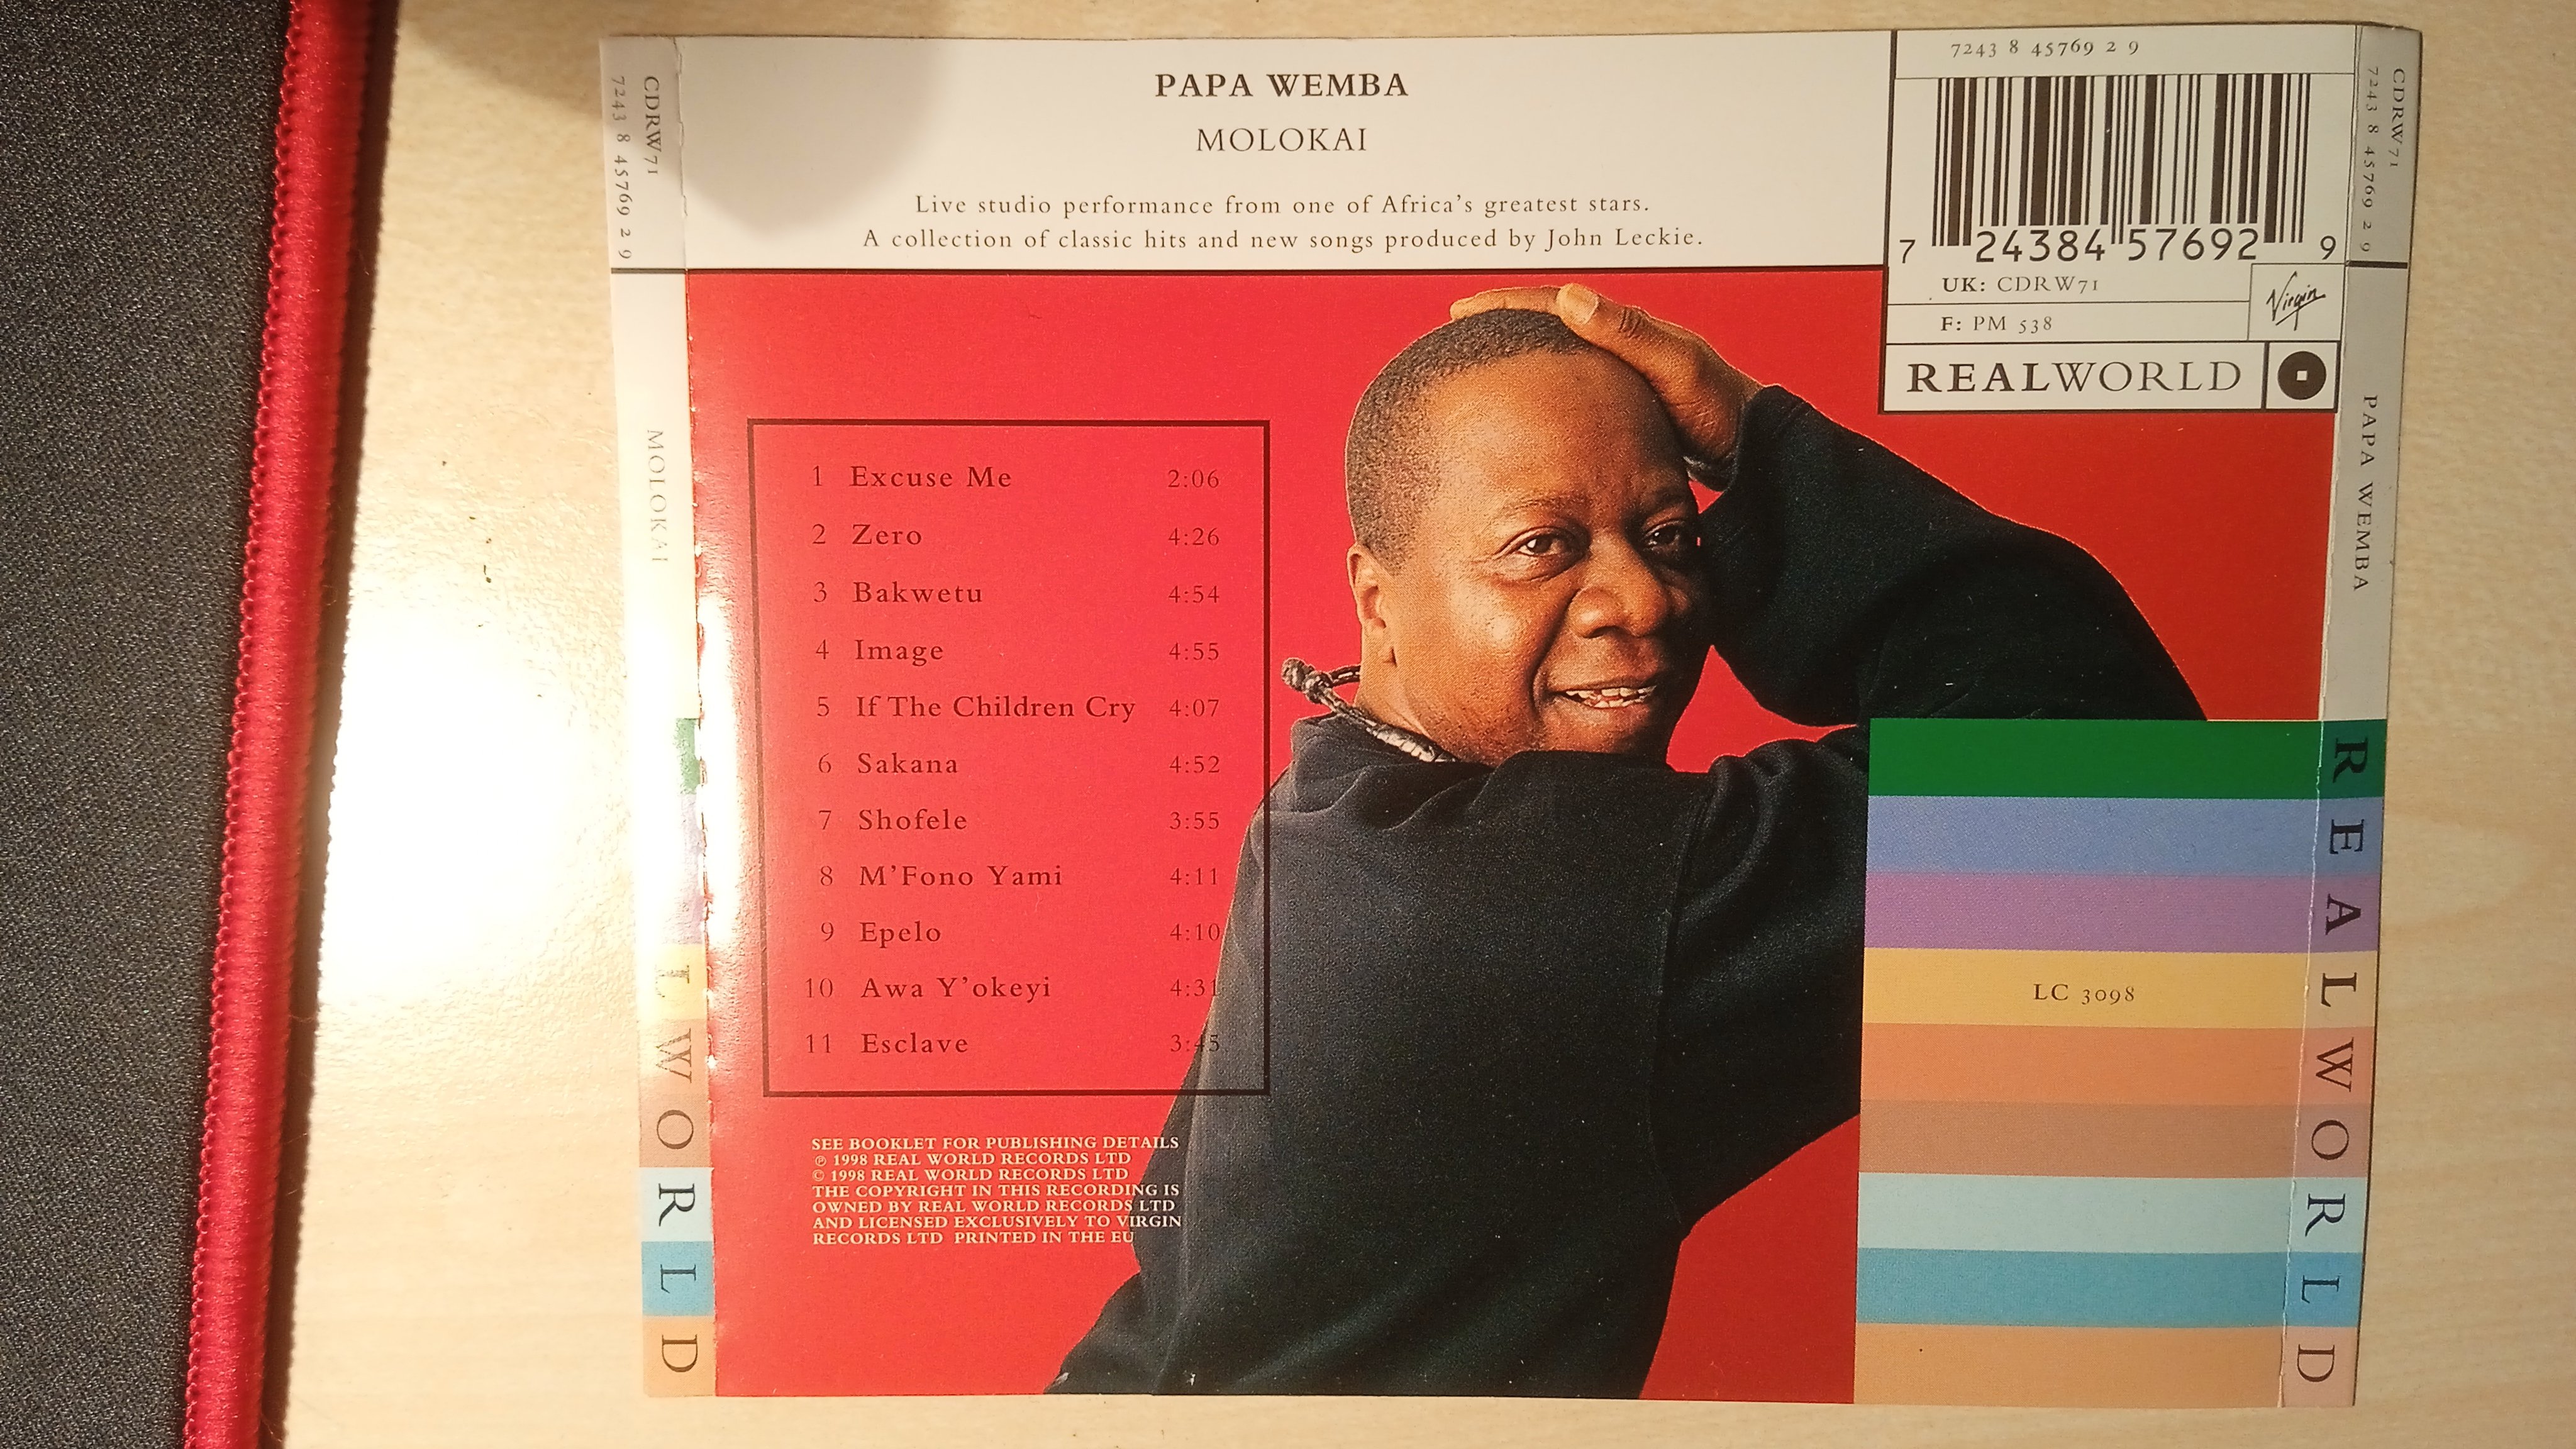 CDRW71
7243 8 45769 2 9
MOLOKAI
L WORLD
PAPA WEMBA
MOLOKAI
Live studio performance from one of Africa's greatest stars.
A collection of classic hits and new songs produced by John Leckie.
7243 8 45769 2 9
7 24384 57692 9
UK: CDRW71
F: PM 538
Virgin
REALWORLD
1 Excuse Me 2:06
2 Zero 4:26
3 Bakwetu 4:54
4 Image 4:55
5 If The Children Cry 4:07
6 Sakana 4:52
7 Shofele 3:55
8 M'Fono Yami 4:11
9 Epelo 4:10
10 Awa Y'okeyi 4:31
11 Esclave 3:45
SEE BOOKLET FOR PUBLISHING DETAILS
℗ 1998 REAL WORLD RECORDS LTD
© 1998 REAL WORLD RECORDS LTD
THE COPYRIGHT IN THIS RECORDING IS
OWNED BY REAL WORLD RECORDS LTD
AND LICENSED EXCLUSIVELY TO VIRGIN
RECORDS LTD PRINTED IN THE EU
LC 3098
CDRW71
7243 8 45769 2 9
PAPA WEMBA
REALWORLD